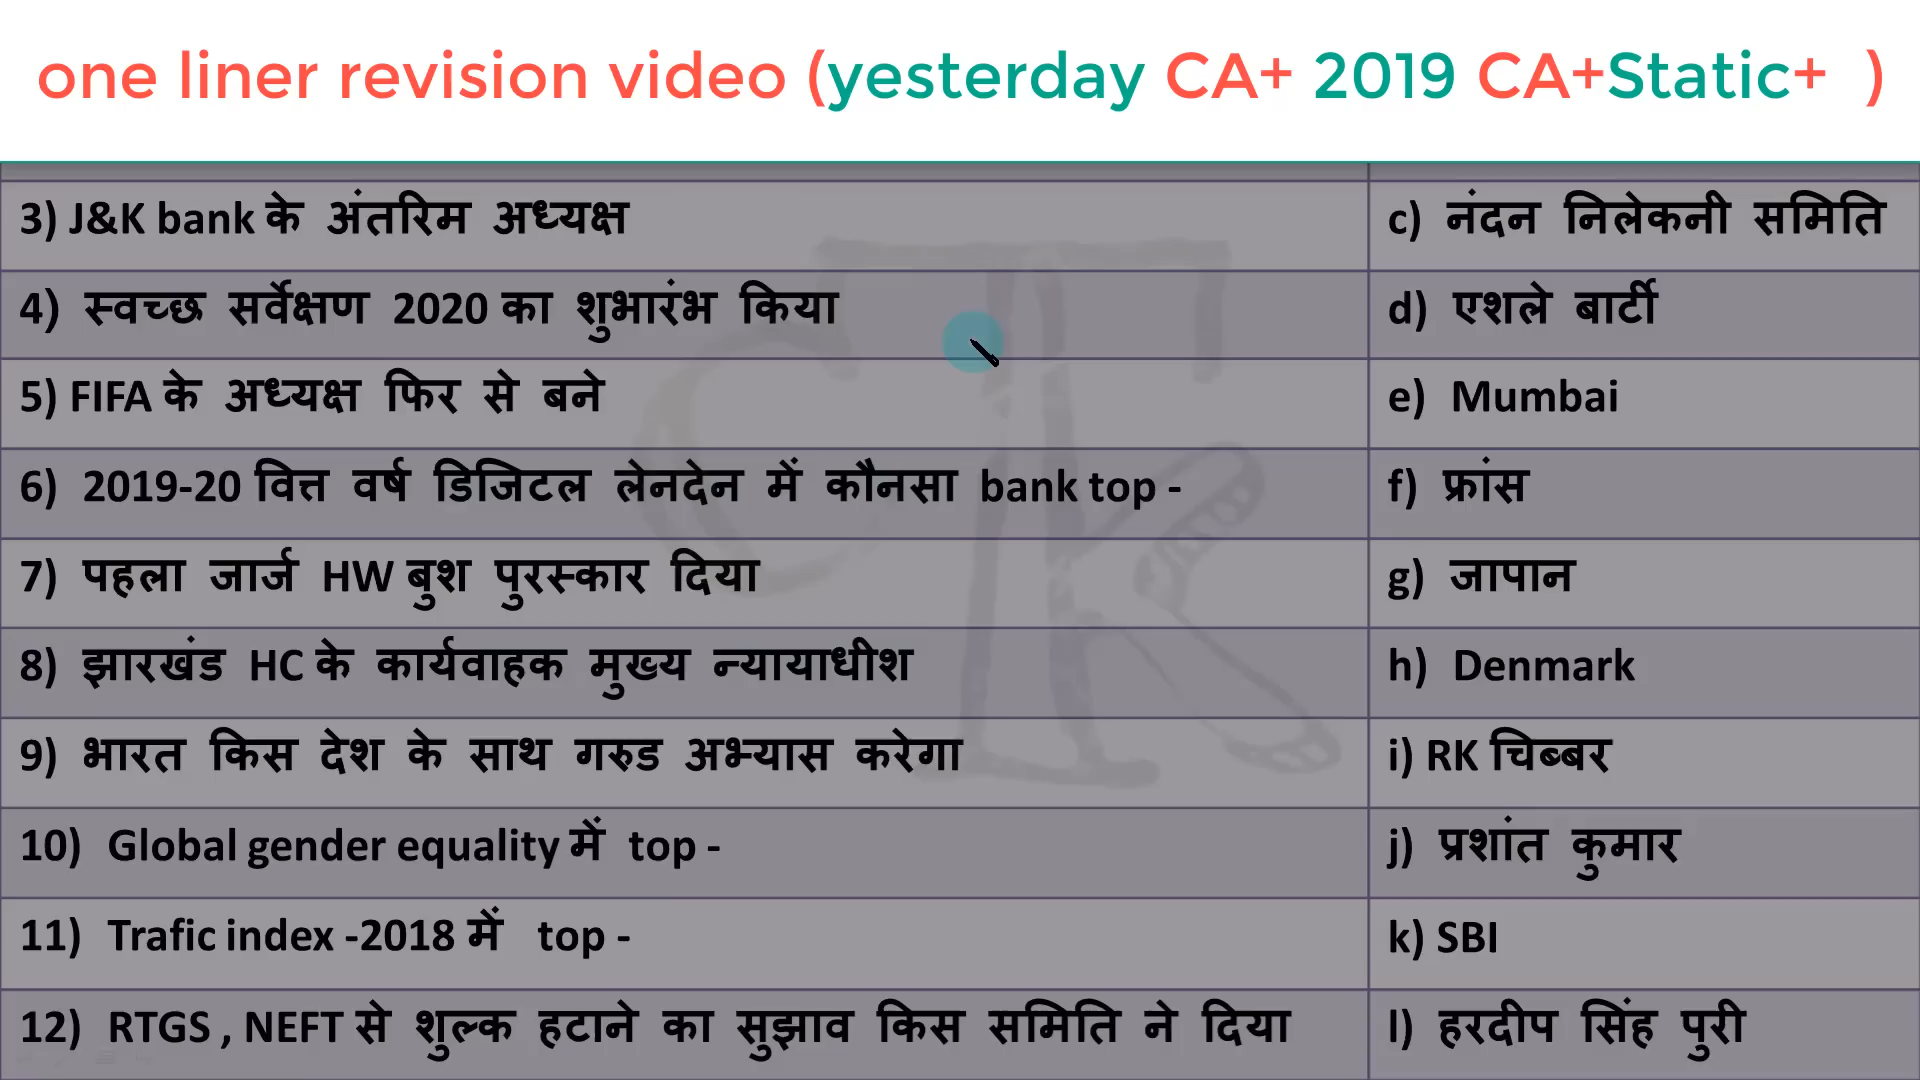 one liner revision video (yesterday CA+ 2019 CA+Static+ )
3) J&K bank के अंतरिम अध्यक्ष
c) नंदन निलेकनी समिति
4) स्वच्छ सर्वेक्षण 2020 का शुभारंभ किया
d) एशले बार्टी
5) FIFA के अध्यक्ष फिर से बने
e) Mumbai
6) 2019-20 वित्त वर्ष डिजिटल लेनदेन में कौनसा bank top -
f) फ्रांस
7) पहला जार्ज HW बुश पुरस्कार दिया
g) जापान
8) झारखंड HC के कार्यवाहक मुख्य न्यायाधीश
h) Denmark
9) भारत किस देश के साथ गरुड अभ्यास करेगा
i) RK चिब्बर
10) Global gender equality में top -
j) प्रशांत कुमार
11) Trafic index -2018 में top -
k) SBI
12) RTGS , NEFT से शुल्क हटाने का सुझाव किस समिति ने दिया
l) हरदीप सिंह पुरी